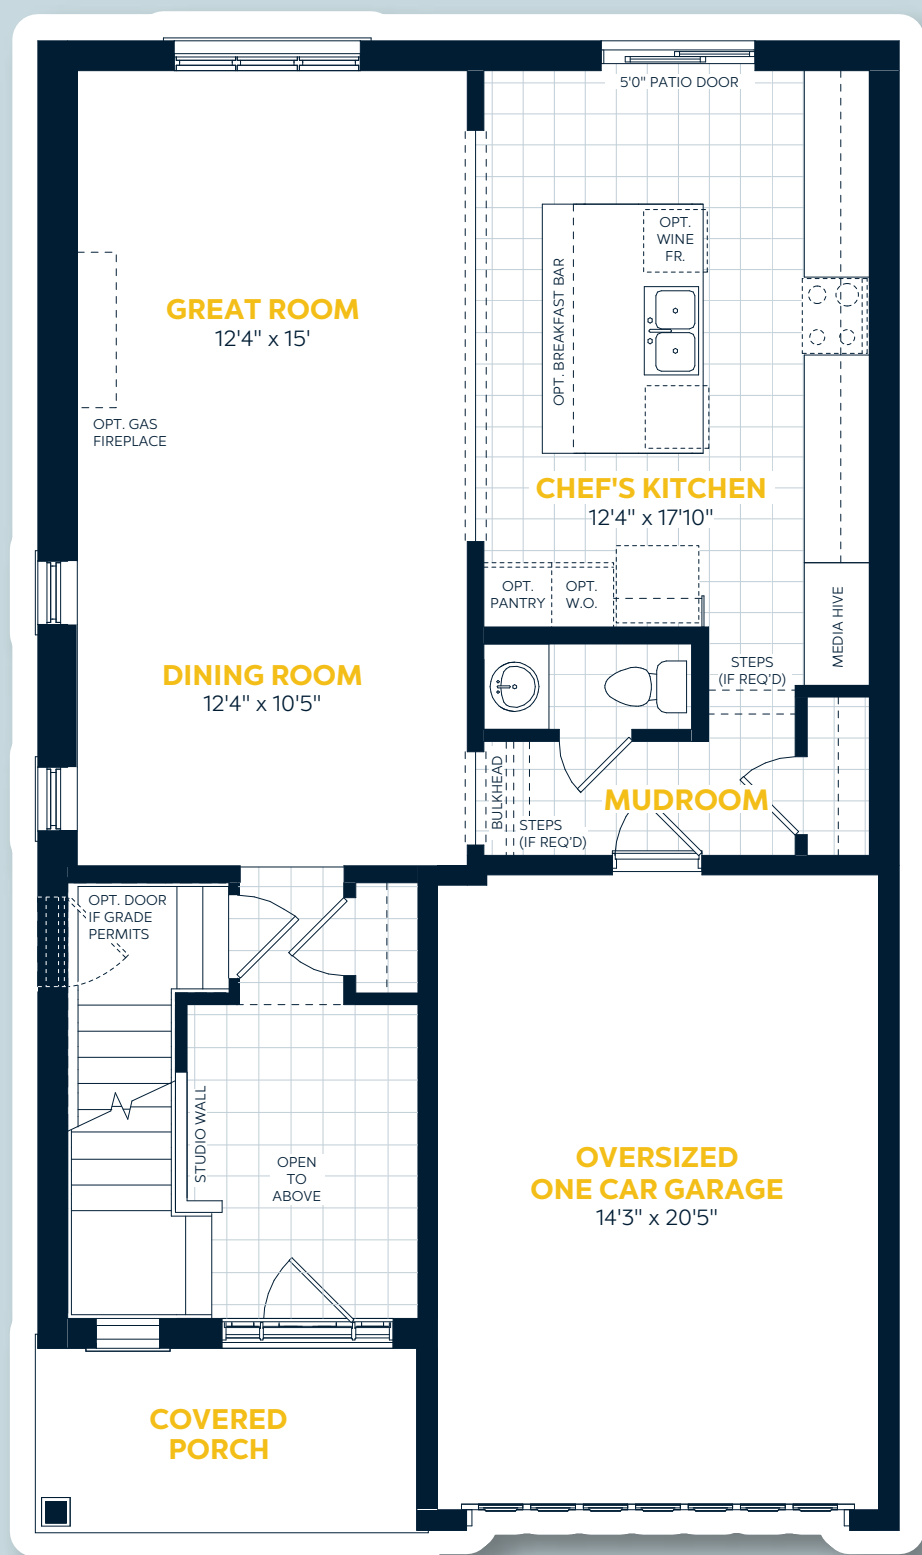 5'0" PATIO DOOR
OPT.
WINE
FR.
OPT. BREAKFAST BAR
GREAT ROOM
12'4" x 15'
OPT. GAS
FIREPLACE
CHEF'S KITCHEN
12'4" x 17'10"
OPT.
PANTRY
OPT.
W.O.
MEDIA HIVE
DINING ROOM
12'4" x 10'5"
STEPS
(IF REQ'D)
BULKHEAD
MUDROOM
STEPS
(IF REQ'D)
OPT. DOOR
IF GRADE
PERMITS
STUDIO WALL
OPEN
TO
ABOVE
OVERSIZED
ONE CAR GARAGE
14'3" x 20'5"
COVERED
PORCH